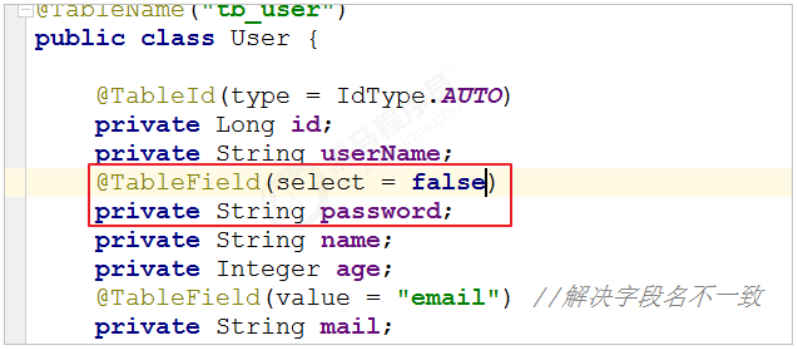 @TableName("tb_user")
public class User {
@TableId(type = IdType.AUTO)
private Long id;
private String userName;
@TableField(select = false)
private String password;
private String name;
private Integer age;
@TableField(value = "email") //解决字段名不一致
private String mail;